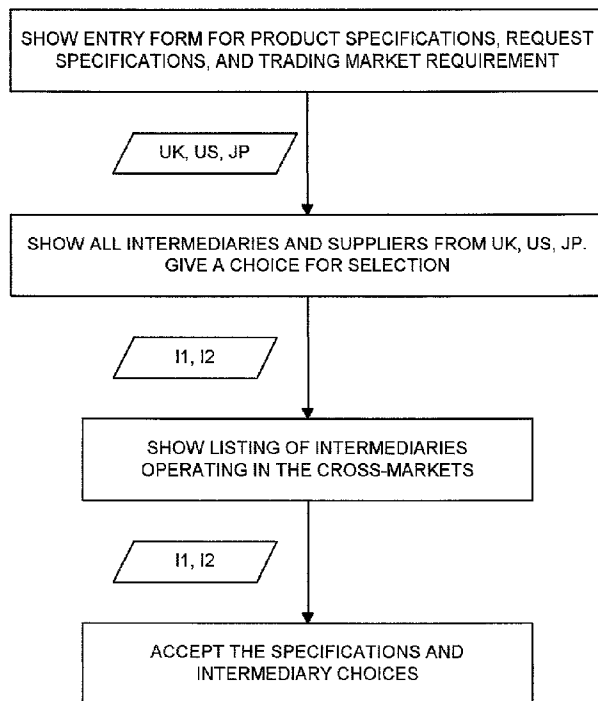 SHOW ENTRY FORM FOR PRODUCT SPECIFICATIONS, REQUEST
SPECIFICATIONS, AND TRADING MARKET REQUIREMENT
UK, US, JP
SHOW ALL INTERMEDIARIES AND SUPPLIERS FROM UK, US, JP.
GIVE A CHOICE FOR SELECTION
I1, I2
SHOW LISTING OF INTERMEDIARIES
OPERATING IN THE CROSS-MARKETS
I1, I2
ACCEPT THE SPECIFICATIONS AND
INTERMEDIARY CHOICES